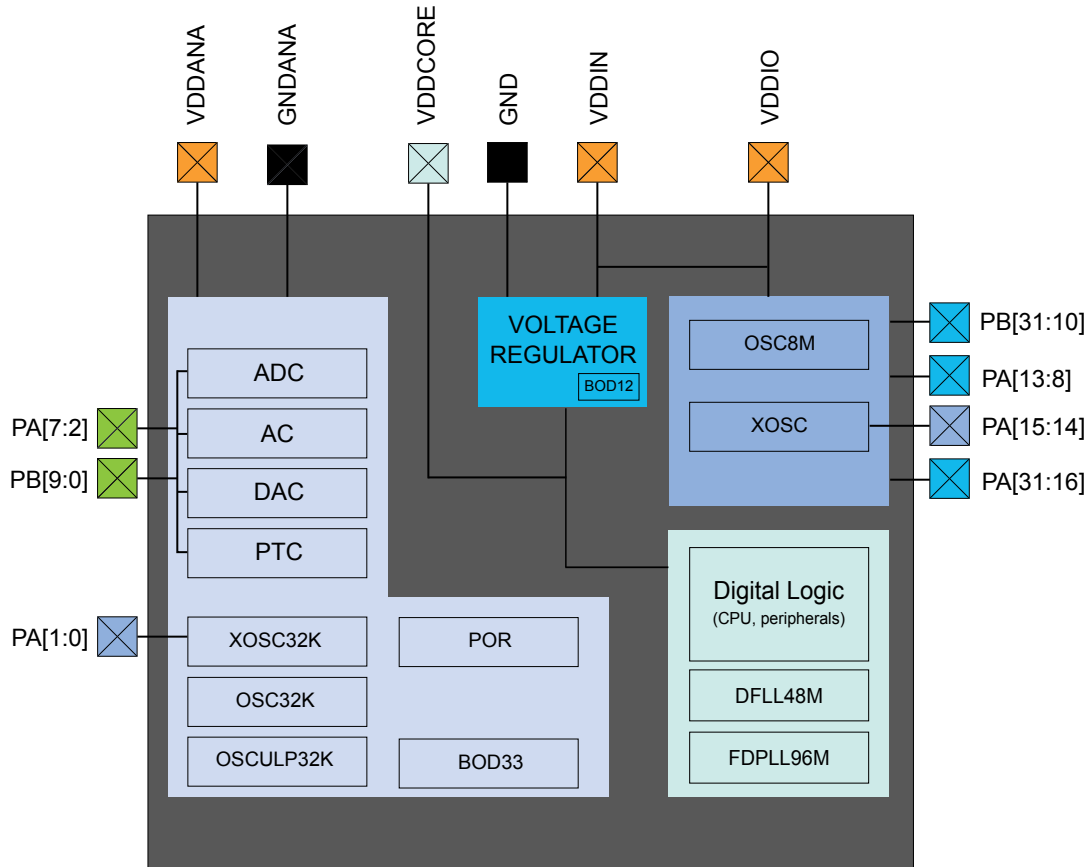 VDDANA
GNDANA
VDDCORE
GND
VDDIN
VDDIO
VOLTAGE
REGULATOR
BOD12
OSC8M
XOSC
PB[31:10]
PA[13:8]
PA[15:14]
PA[31:16]
ADC
AC
DAC
PTC
PA[7:2]
PB[9:0]
PA[1:0]
XOSC32K
OSC32K
OSCULP32K
POR
BOD33
Digital Logic
(CPU, peripherals)
DFLL48M
FDPLL96M